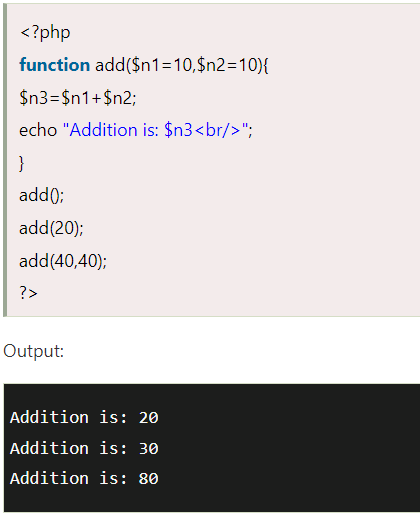 <?php
function add($n1=10,$n2=10){
$n3=$n1+$n2;
echo "Addition is: $n3<br/>";
}
add();
add(20);
add(40,40);
?>
Output:
Addition is: 20
Addition is: 30
Addition is: 80